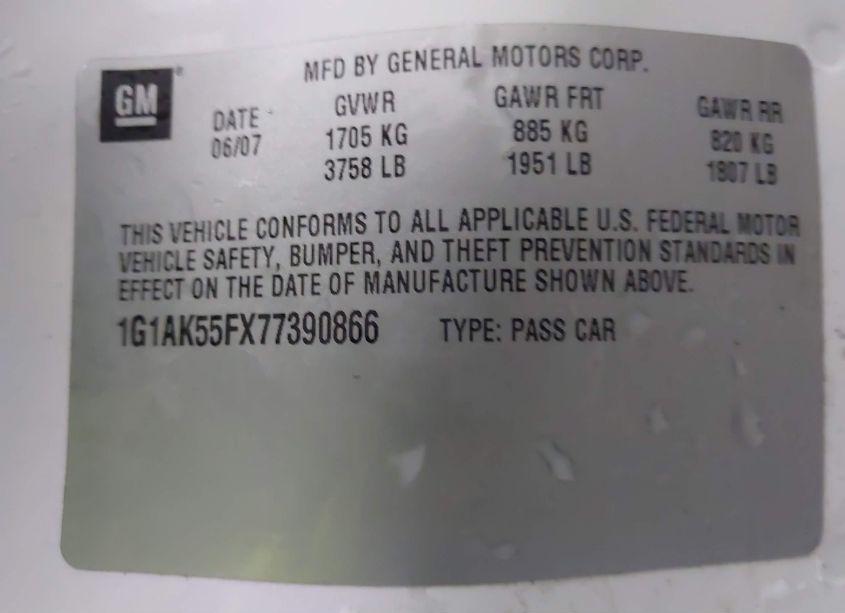 MFD BY GENERAL MOTORS CORP.
GM®
DATE GVWR GAWR FRT GAWR RR
06/07 1705 KG 885 KG 820 KG
3758 LB 1951 LB 1807 LB
THIS VEHICLE CONFORMS TO ALL APPLICABLE U.S. FEDERAL MOTOR
VEHICLE SAFETY, BUMPER, AND THEFT PREVENTION STANDARDS IN
EFFECT ON THE DATE OF MANUFACTURE SHOWN ABOVE.
1G1AK55FX77390866 TYPE: PASS CAR